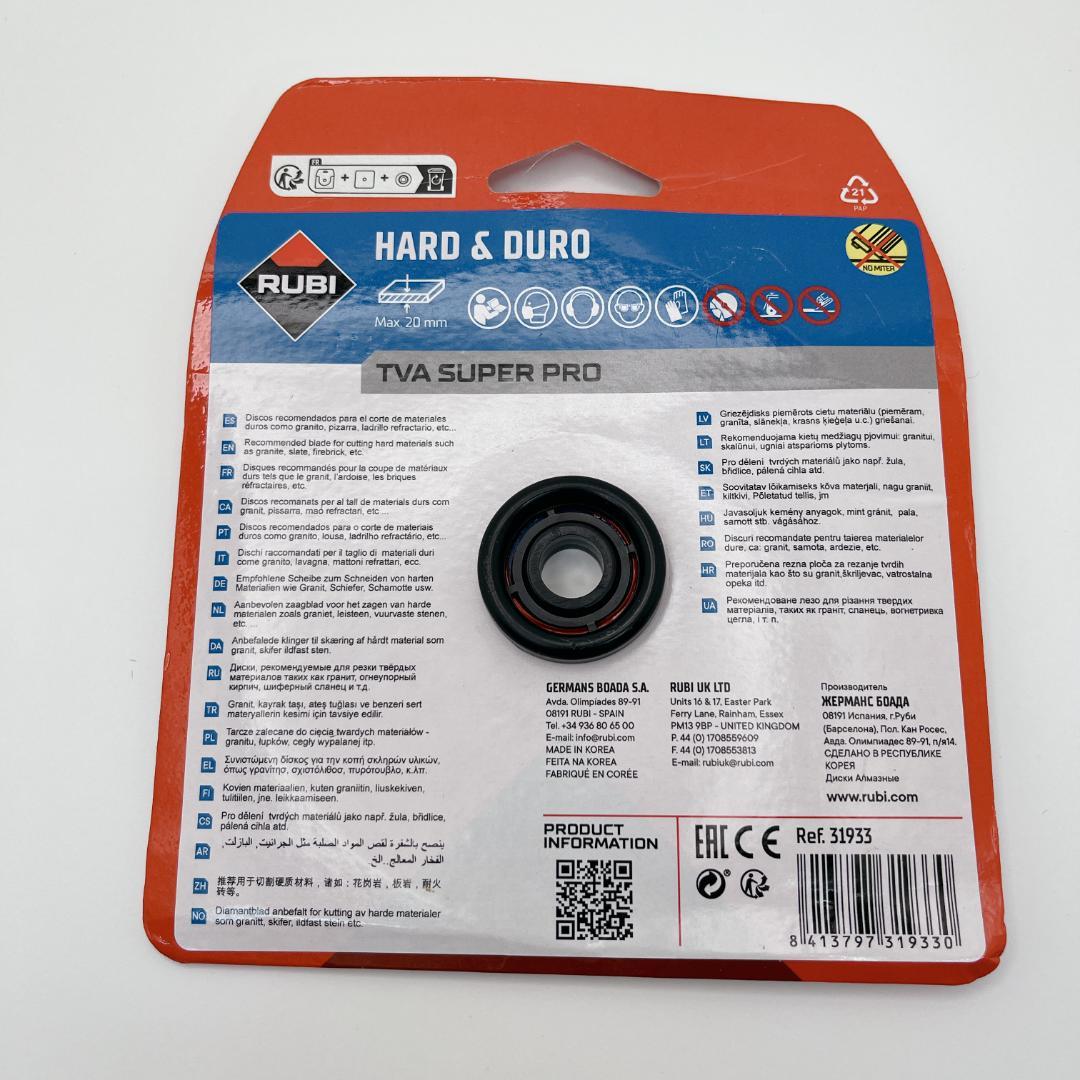 FR
21
PAP
HARD & DURO
RUBI
NO MITER
Max. 20 mm
TVA SUPER PRO
ES Discos recomendados para el corte de materiales
duros como granito, pizarra, ladrillo refractario, etc...
EN Recommended blade for cutting hard materials such
as granite, slate, firebrick, etc.
FR Disques recommandés pour la coupe de matériaux
durs tels que le granit, l'ardoise, les briques
réfractaires, etc.
CA Discos recomanats per al tall de materials durs com
granit, pissarra, maó refractari, etc ...
PT Discos recomendados para o corte de materiais
duros como granito, lousa, ladrilho refractário, etc...
IT Dischi raccomandati per il taglio di materiali duri
come granito, lavagna, mattoni refrattari, ecc.
DE Empfohlene Scheibe zum Schneiden von harten
Materialien wie Granit, Schiefer, Schamotte usw.
NL Aanbevolen zaagblad voor het zagen van harde
materialen zoals graniet, leisteen, vuurvaste stenen,
etc. ...
DA Anbefalede klinger til skæring af hårdt material som
granit, skifer ildfast sten.
RU Диски, рекомендуемые для резки твёрдых
материалов таких как гранит, огнеупорный
кирпич, шиферный сланец и т.д.
TR Granit, kayrak taşı, ateş tuğlası ve benzeri sert
materyallerin kesimi için tavsiye edilir.
PL Tarcze zalecane do cięcia twardych materiałów -
granitu, łupków, cegły wypalanej itp.
EL Συνιστώμενη δίσκος για την κοπή σκληρών υλικών,
όπως γρανίτησ, σχιστόλιθοσ, πυρότουβλο, κ.λπ.
FI Kovien materiaalien, kuten graniitin, liuskekiven,
tulitiilen, jne. leikkaamiseen.
CS Pro dělení tvrdých materiálů jako např. žula, břidlice,
pálená cihla atd.
AR ينصح بالشفرة لقص المواد الصلبة مثل الجرانيت, البازلت,
الفخار المعالج..الخ.
ZH 推荐用于切割硬质材料，诸如：花岗岩，板岩，耐火
砖等。
NO Diamantblad anbefalt for kutting av harde materialer
som granitt, skifer, ildfast stein etc.
LV Griezējdisks piemērots cietu materiālu (piemēram,
granīta, slānekļa, krasns ķieģeļa u.c.) griešanai.
LT Rekomenduojama kietų medžiagų pjovimui: granitui,
skalūnui, ugniai atsparioms plytoms.
SK Pro dělení tvrdých materiálů jako např. žula,
břidlice, pálená cihla atd.
ET Soovitatav lõikamiseks kõva materjali, nagu graniit,
kiltkivi, Põletatud tellis, jm
HU Javasoljuk kemény anyagok, mint gránit, pala,
samott stb. vágásához.
RO Discuri recomandate pentru taierea materialelor
dure, ca: granit, samota, ardezie, etc.
HR Preporučena rezna ploča za rezanje tvrdih
materijala kao što su granit,škriljevac, vatrostalna
opeka itd.
UA Рекомендоване лезо для різання твердих
матеріалів, таких як граніт, сланець, вогнетривка
цегла, і т. п.
GERMANS BOADA S.A.
Avda. Olimpíades 89-91
08191 RUBI - SPAIN
Tel. +34 936 80 65 00
E-mail: info@rubi.com
MADE IN KOREA
FEITA NA KOREA
FABRIQUÉ EN CORÉE
RUBI UK LTD
Units 16 & 17, Easter Park
Ferry Lane, Rainham, Essex
PM13 9BP - UNITED KINGDOM
P. 44 (0) 1708559609
F. 44 (0) 1708553813
E-mail: rubiuk@rubi.com
Производитель
ЖЕРМАНС БОАДА
08191 Испания, г.Руби
(Барселона), Пол. Кан Росес,
Авда. Олимпиадес 89-91, п/я14.
СДЕЛАНО В РЕСПУБЛИКЕ
КОРЕЯ
Диски Алмазные
www.rubi.com
PRODUCT
INFORMATION
EAC CE
Ref. 31933
8 413797 319330